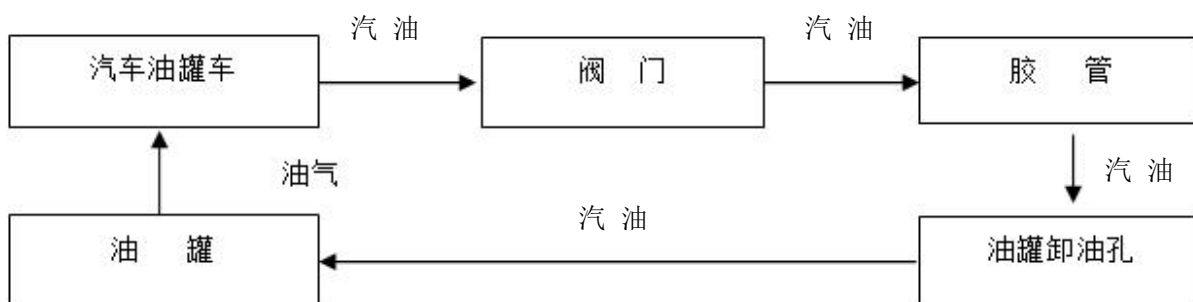 汽 油
汽 油
汽车油罐车
阀 门
胶 管
油气
汽 油
汽 油
油 罐
油罐卸油孔